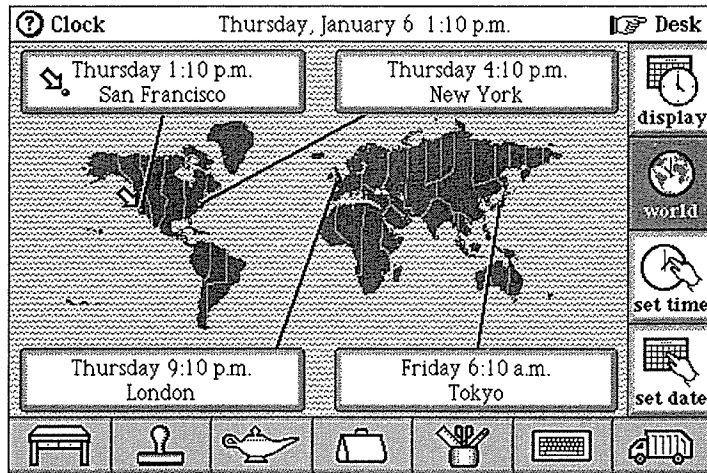 ? Clock
Thursday, January 6 1:10 p.m.
Desk
Thursday 1:10 p.m.
San Francisco
Thursday 4:10 p.m.
New York
display
world
set time
Thursday 9:10 p.m.
London
Friday 6:10 a.m.
Tokyo
set date